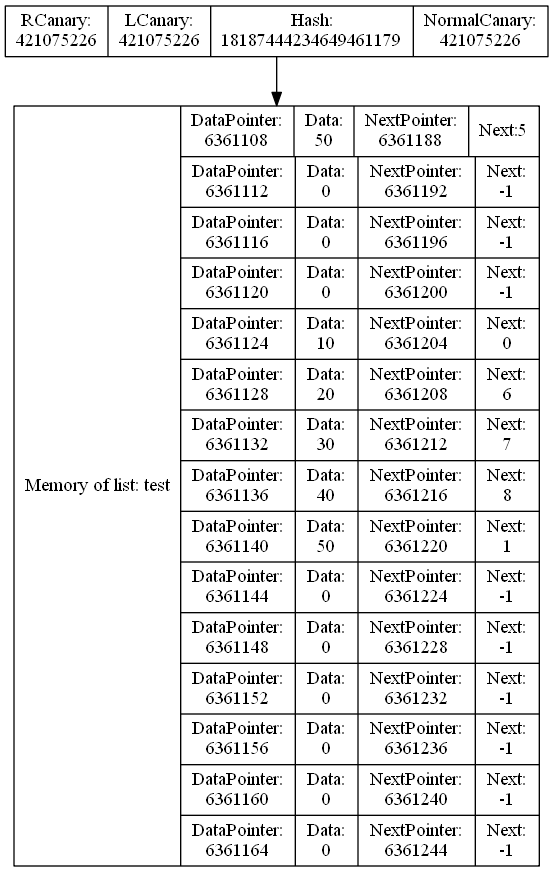 RCanary:
421075226
LCanary:
421075226
Hash:
18187444234649461179
NormalCanary:
421075226
Memory of list: test
DataPointer:
6361108
Data:
50
NextPointer:
6361188
Next:5
DataPointer:
6361112
Data:
0
NextPointer:
6361192
Next:
-1
DataPointer:
6361116
Data:
0
NextPointer:
6361196
Next:
-1
DataPointer:
6361120
Data:
0
NextPointer:
6361200
Next:
-1
DataPointer:
6361124
Data:
10
NextPointer:
6361204
Next:
0
DataPointer:
6361128
Data:
20
NextPointer:
6361208
Next:
6
DataPointer:
6361132
Data:
30
NextPointer:
6361212
Next:
7
DataPointer:
6361136
Data:
40
NextPointer:
6361216
Next:
8
DataPointer:
6361140
Data:
50
NextPointer:
6361220
Next:
1
DataPointer:
6361144
Data:
0
NextPointer:
6361224
Next:
-1
DataPointer:
6361148
Data:
0
NextPointer:
6361228
Next:
-1
DataPointer:
6361152
Data:
0
NextPointer:
6361232
Next:
-1
DataPointer:
6361156
Data:
0
NextPointer:
6361236
Next:
-1
DataPointer:
6361160
Data:
0
NextPointer:
6361240
Next:
-1
DataPointer:
6361164
Data:
0
NextPointer:
6361244
Next:
-1